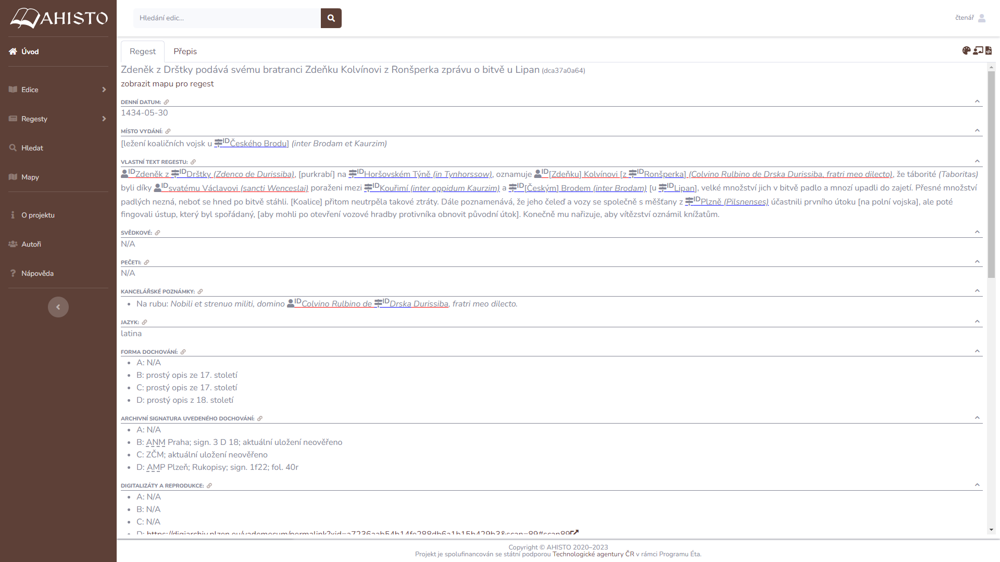 AHISTO
Hledání edic...
čtenář
Úvod
Edice
Regesty
Hledat
Mapy
O projektu
Autoři
Nápověda
Regest
Přepis
Zdeněk z Drštky podává svému bratranci Zdeňku Kolvínovi z Ronšperka zprávu o bitvě u Lipan (dca37a0a64)
zobrazit mapu pro regest
DENNÍ DATUM:
1434-05-30
MÍSTO VYDÁNÍ:
[ležení koaličních vojsk u IDČeského Brodu] (inter Brodam et Kaurzim)
VLASTNÍ TEXT REGESTU:
IDZdeněk z IDDrštky (Zdenco de Durissiba), [purkrabí] na IDHoršovském Týně (in Tynhorssow), oznamuje ID[Zdeňku] Kolvínovi [z IDRonšperka] (Colvino Rulbino de Drska Durissiba, fratri meo dilecto), že táborité (Taboritas)
byli díky IDsvatému Václavovi (sancti Wenceslai) poraženi mezi IDKouřimí (inter oppidum Kaurzim) a ID[Českým] Brodem (inter Brodam) [u IDLipan], velké množství jich v bitvě padlo a mnozí upadli do zajetí. Přesné množství
padlých nezná, neboť se hned po bitvě stáhli. [Koalice] přitom neutrpěla takové ztráty. Dále poznamenává, že jeho čeleď a vozy se společně s měšťany z IDPlzně (Pilsnenses) účastnili prvního útoku [na polní vojska], ale poté
fingovali ústup, který byl spořádaný, [aby mohli po otevření vozové hradby protivníka obnovit původní útok]. Konečně mu nařizuje, aby vítězství oznámil knížatům.
SVĚDKOVÉ:
N/A
PEČETI:
N/A
KANCELÁŘSKÉ POZNÁMKY:
Na rubu: Nobili et strenuo militi, domino IDColvino Rulbino de IDDrska Durissiba, fratri meo dilecto.
JAZYK:
latina
FORMA DOCHOVÁNÍ:
A: N/A
B: prostý opis ze 17. století
C: prostý opis ze 17. století
D: prostý opis z 18. století
ARCHIVNÍ SIGNATURA UVEDENÉHO DOCHOVÁNÍ:
A: N/A
B: ANM Praha; sign. 3 D 18; aktuální uložení neověřeno
C: ZČM; aktuální uložení neověřeno
D: AMP Plzeň; Rukopisy; sign. 1f22; fol. 40r
DIGITALIZÁTY A REPRODUKCE:
A: N/A
B: N/A
C: N/A
D: https://digiarchiv.plzen.eu/vademecum/permalink?xid=a7236aab54b14fe288db6a1b15b429b3&scan=89#scan89
Copyright © AHISTO 2020–2023
Projekt je spolufinancován se státní podporou Technologické agentury ČR v rámci Programu Éta.